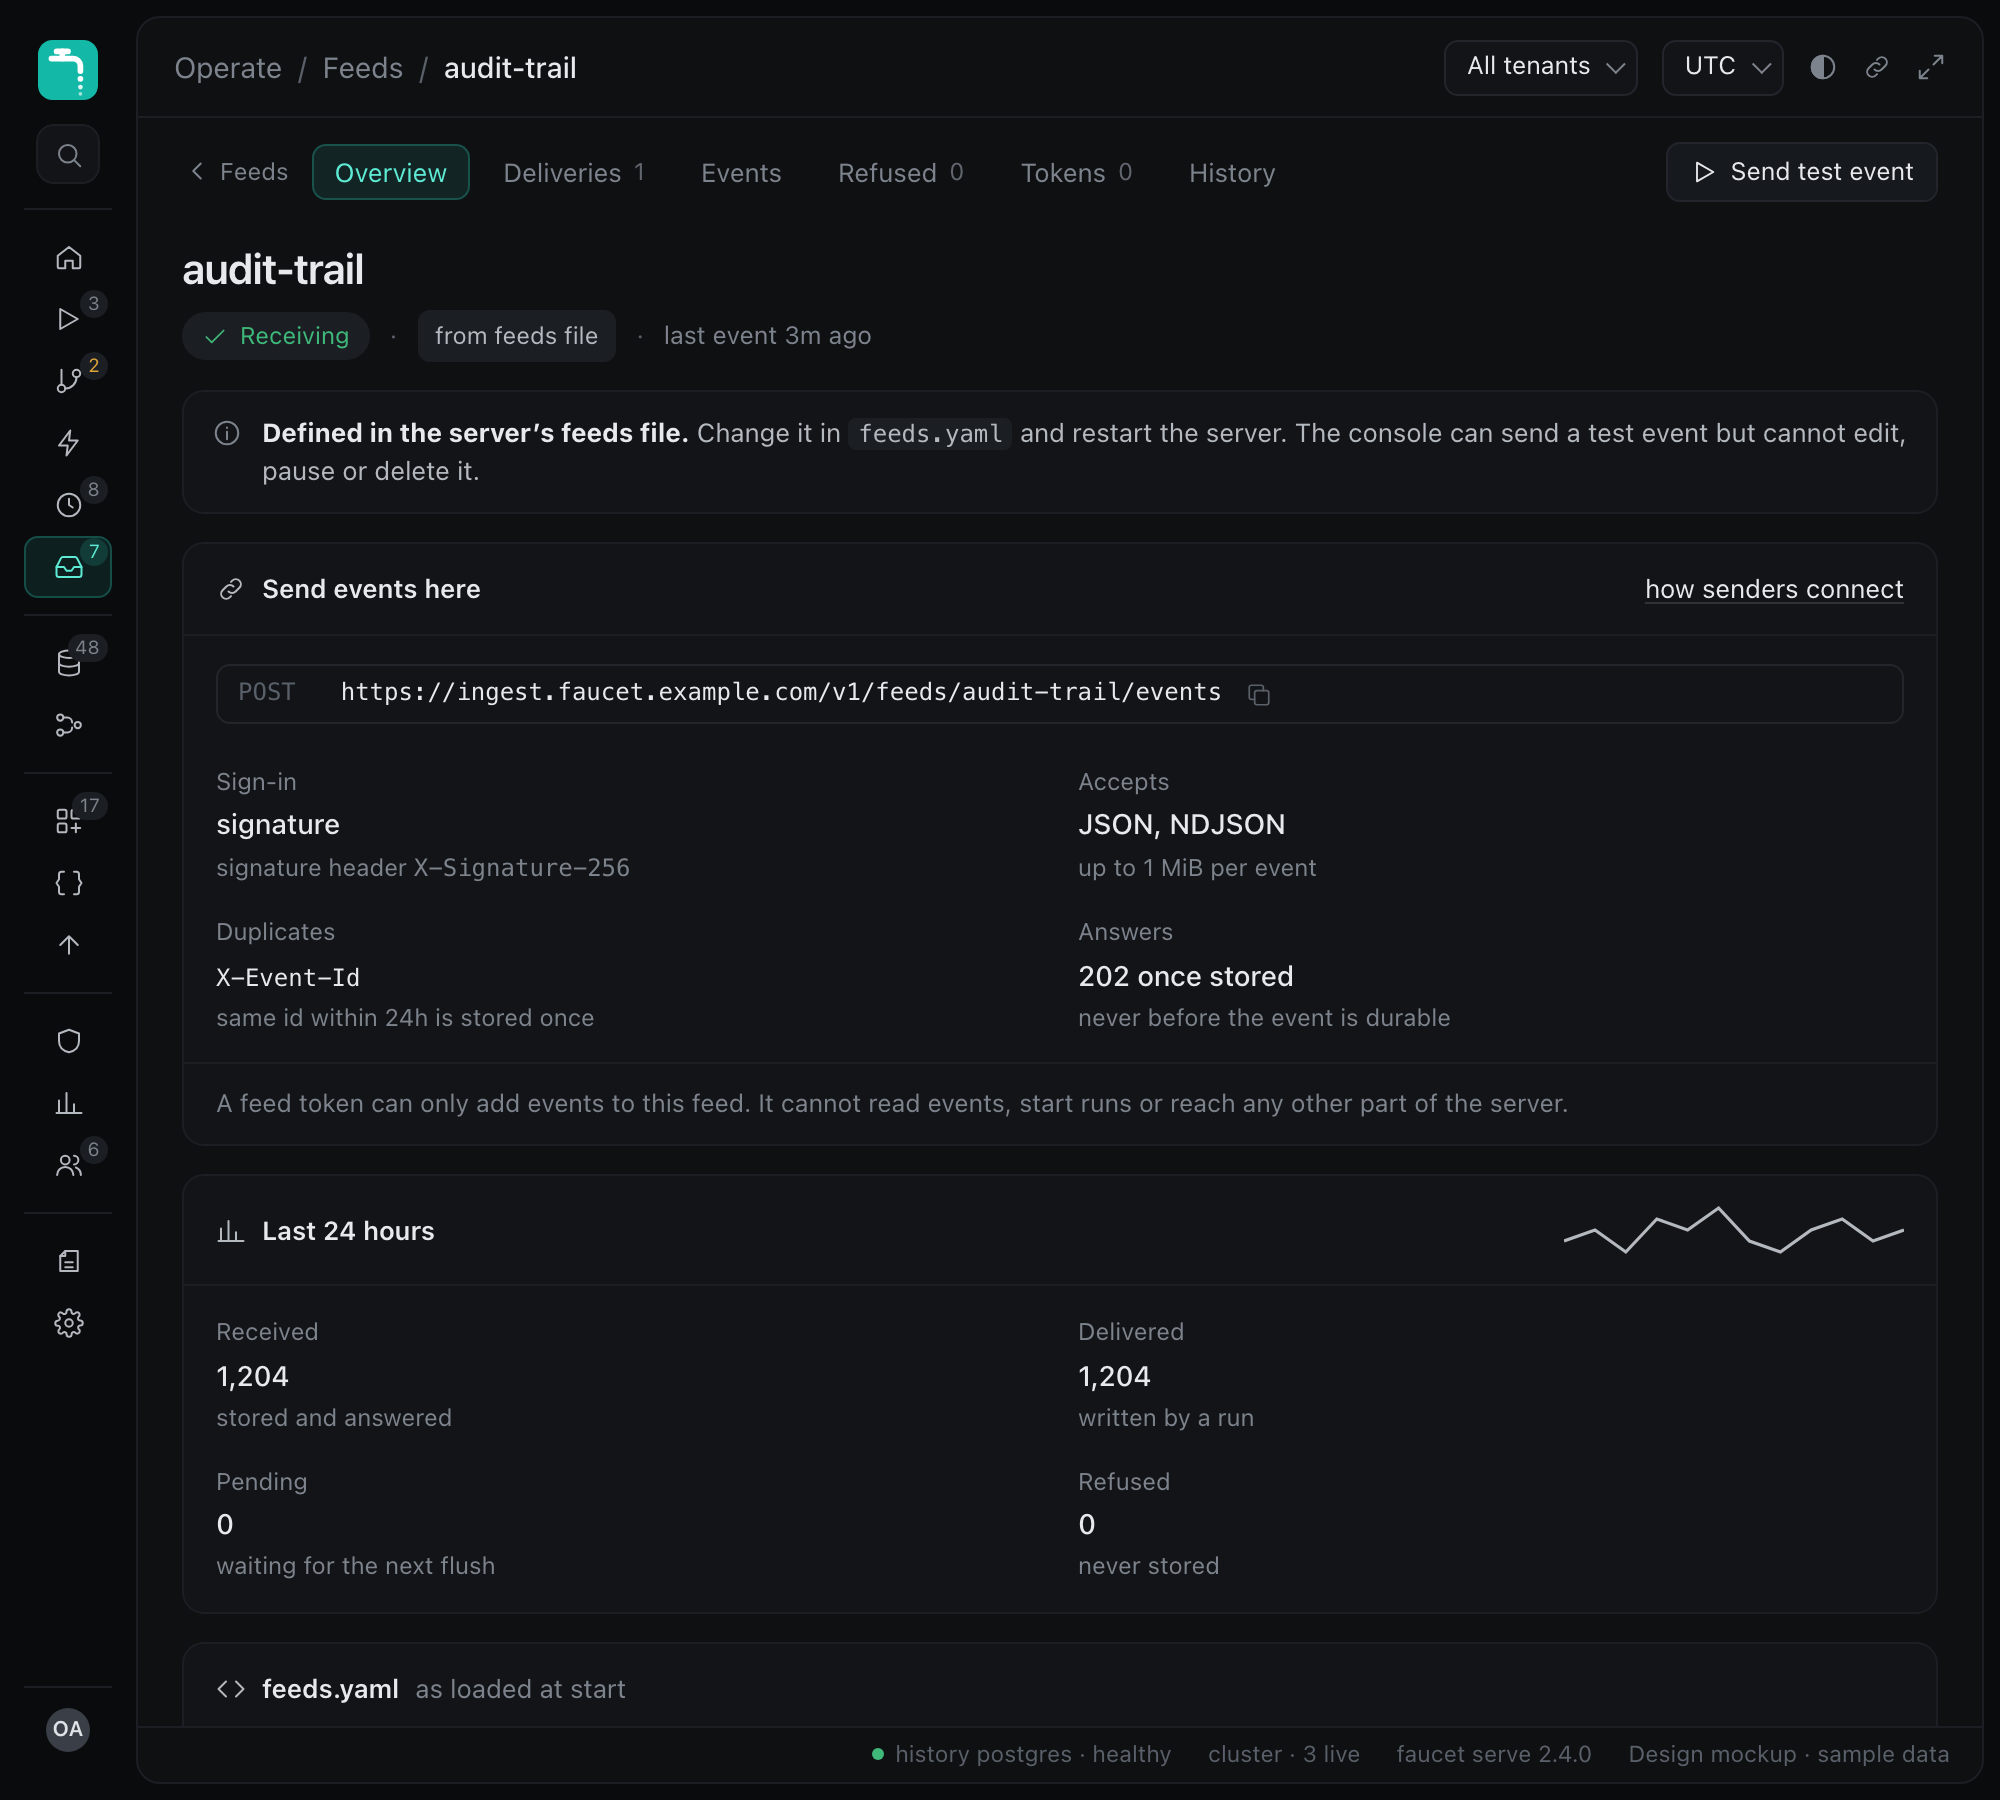 Operate / Feeds / audit-trail
All tenants
UTC
Feeds
Overview
Deliveries 1
Events
Refused 0
Tokens 0
History
Send test event
3
2
8
7
48
17
6
OA
audit-trail
Receiving · from feeds file · last event 3m ago
Defined in the server’s feeds file. Change it in feeds.yaml and restart the server. The console can send a test event but cannot edit,
pause or delete it.
Send events here
how senders connect
POST https://ingest.faucet.example.com/v1/feeds/audit-trail/events
Sign-in
signature
signature header X-Signature-256
Accepts
JSON, NDJSON
up to 1 MiB per event
Duplicates
X-Event-Id
same id within 24h is stored once
Answers
202 once stored
never before the event is durable
A feed token can only add events to this feed. It cannot read events, start runs or reach any other part of the server.
Last 24 hours
Received
1,204
stored and answered
Delivered
1,204
written by a run
Pending
0
waiting for the next flush
Refused
0
never stored
feeds.yaml as loaded at start
history postgres · healthy
cluster · 3 live
faucet serve 2.4.0
Design mockup · sample data